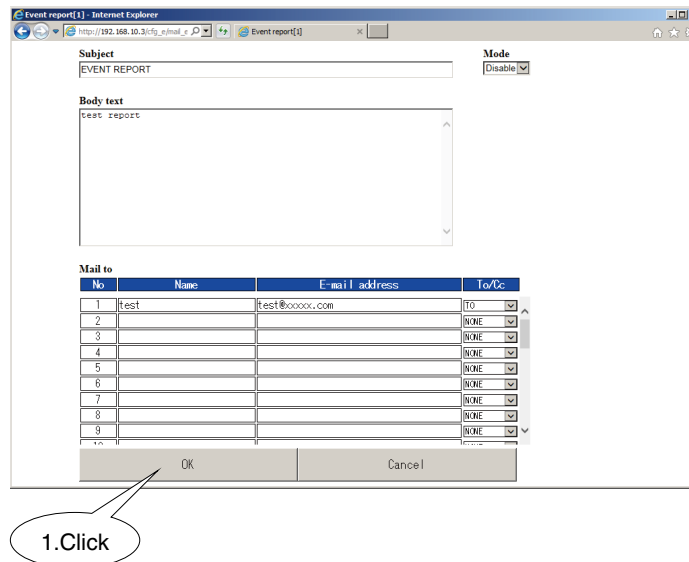 Event report[1] - Internet Explorer
http://192.168.10.3/cfg_e/mail_e Event report[1] ×
Subject Mode
EVENT REPORT Disable
Body text
test report
Mail to
No Name E-mail address To/Cc
1 test test@xxxxx.com TO
2 NONE
3 NONE
4 NONE
5 NONE
6 NONE
7 NONE
8 NONE
9 NONE
OK Cancel
1.Click